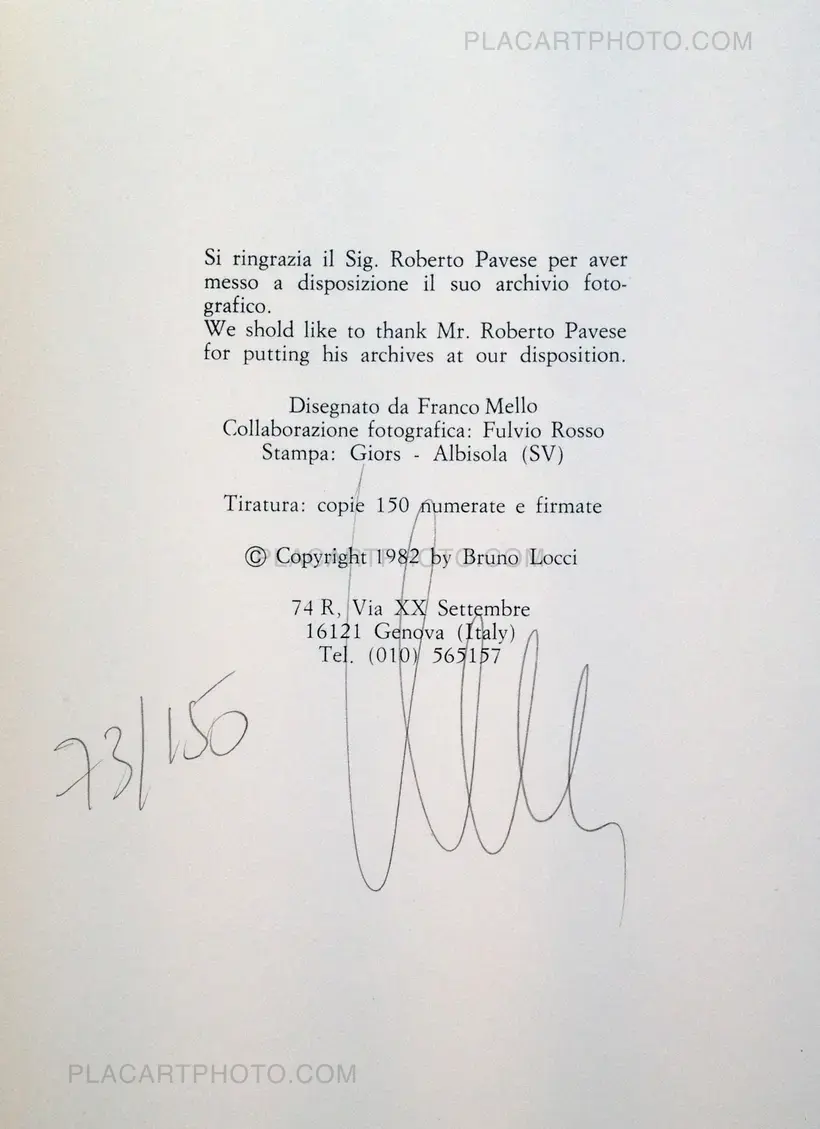 PLACARTPHOTO.COM
Si ringrazia il Sig. Roberto Pavese per aver
messo a disposizione il suo archivio foto-
grafico.
We shold like to thank Mr. Roberto Pavese
for putting his archives at our disposition.
Disegnato da Franco Mello
Collaborazione fotografica: Fulvio Rosso
Stampa: Giors - Albisola (SV)
Tiratura: copie 150 numerate e firmate
PLACARTPHOTO.COM
© Copyright 1982 by Bruno Locci
74 R, Via XX Settembre
16121 Genova (Italy)
Tel. (010) 565157
73/150
PLACARTPHOTO.COM